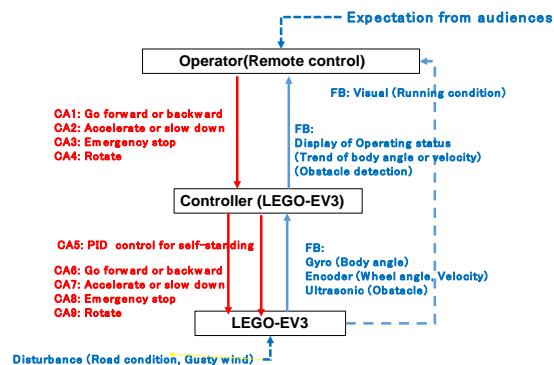 Expectation from audiences
Operator(Remote control)
FB: Visual (Running condition)
CA1: Go forward or backward
CA2: Accelerate or slow down
CA3: Emergency stop
CA4: Rotate
FB:
Display of Operating status
(Trend of body angle or velocity)
(Obstacle detection)
Controller (LEGO-EV3)
CA5: PID control for self-standing
CA6: Go forward or backward
CA7: Accelerate or slow down
CA8: Emergency stop
CA9: Rotate
FB:
Gyro (Body angle)
Encoder (Wheel angle, Velocity)
Ultrasonic (Obstacle)
LEGO-EV3
Disturbance (Road condition, Gusty wind)